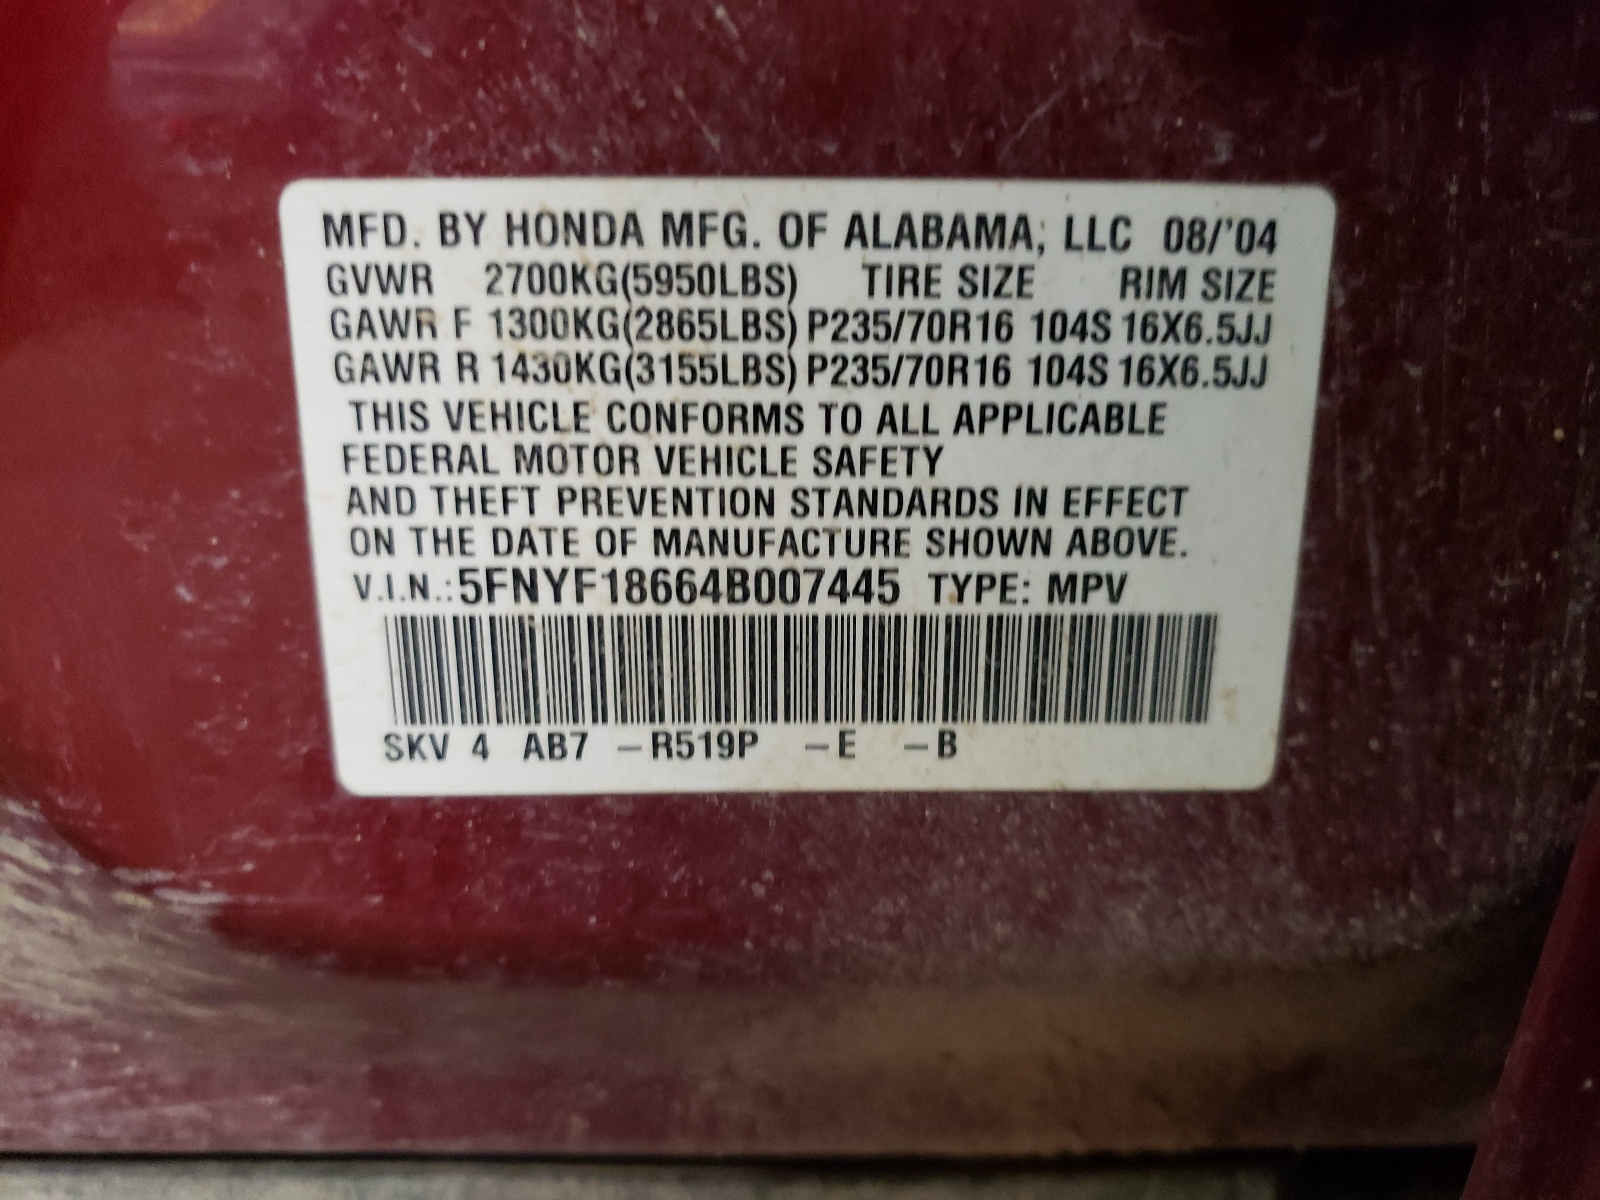 MFD. BY HONDA MFG. OF ALABAMA, LLC 08/'04
GVWR 2700KG(5950LBS) TIRE SIZE RIM SIZE
GAWR F 1300KG(2865LBS) P235/70R16 104S 16X6.5JJ
GAWR R 1430KG(3155LBS) P235/70R16 104S 16X6.5JJ
THIS VEHICLE CONFORMS TO ALL APPLICABLE
FEDERAL MOTOR VEHICLE SAFETY
AND THEFT PREVENTION STANDARDS IN EFFECT
ON THE DATE OF MANUFACTURE SHOWN ABOVE.
V.I.N.: 5FNYF18664B007445 TYPE: MPV
SKV 4 AB7 –R519P –E –B